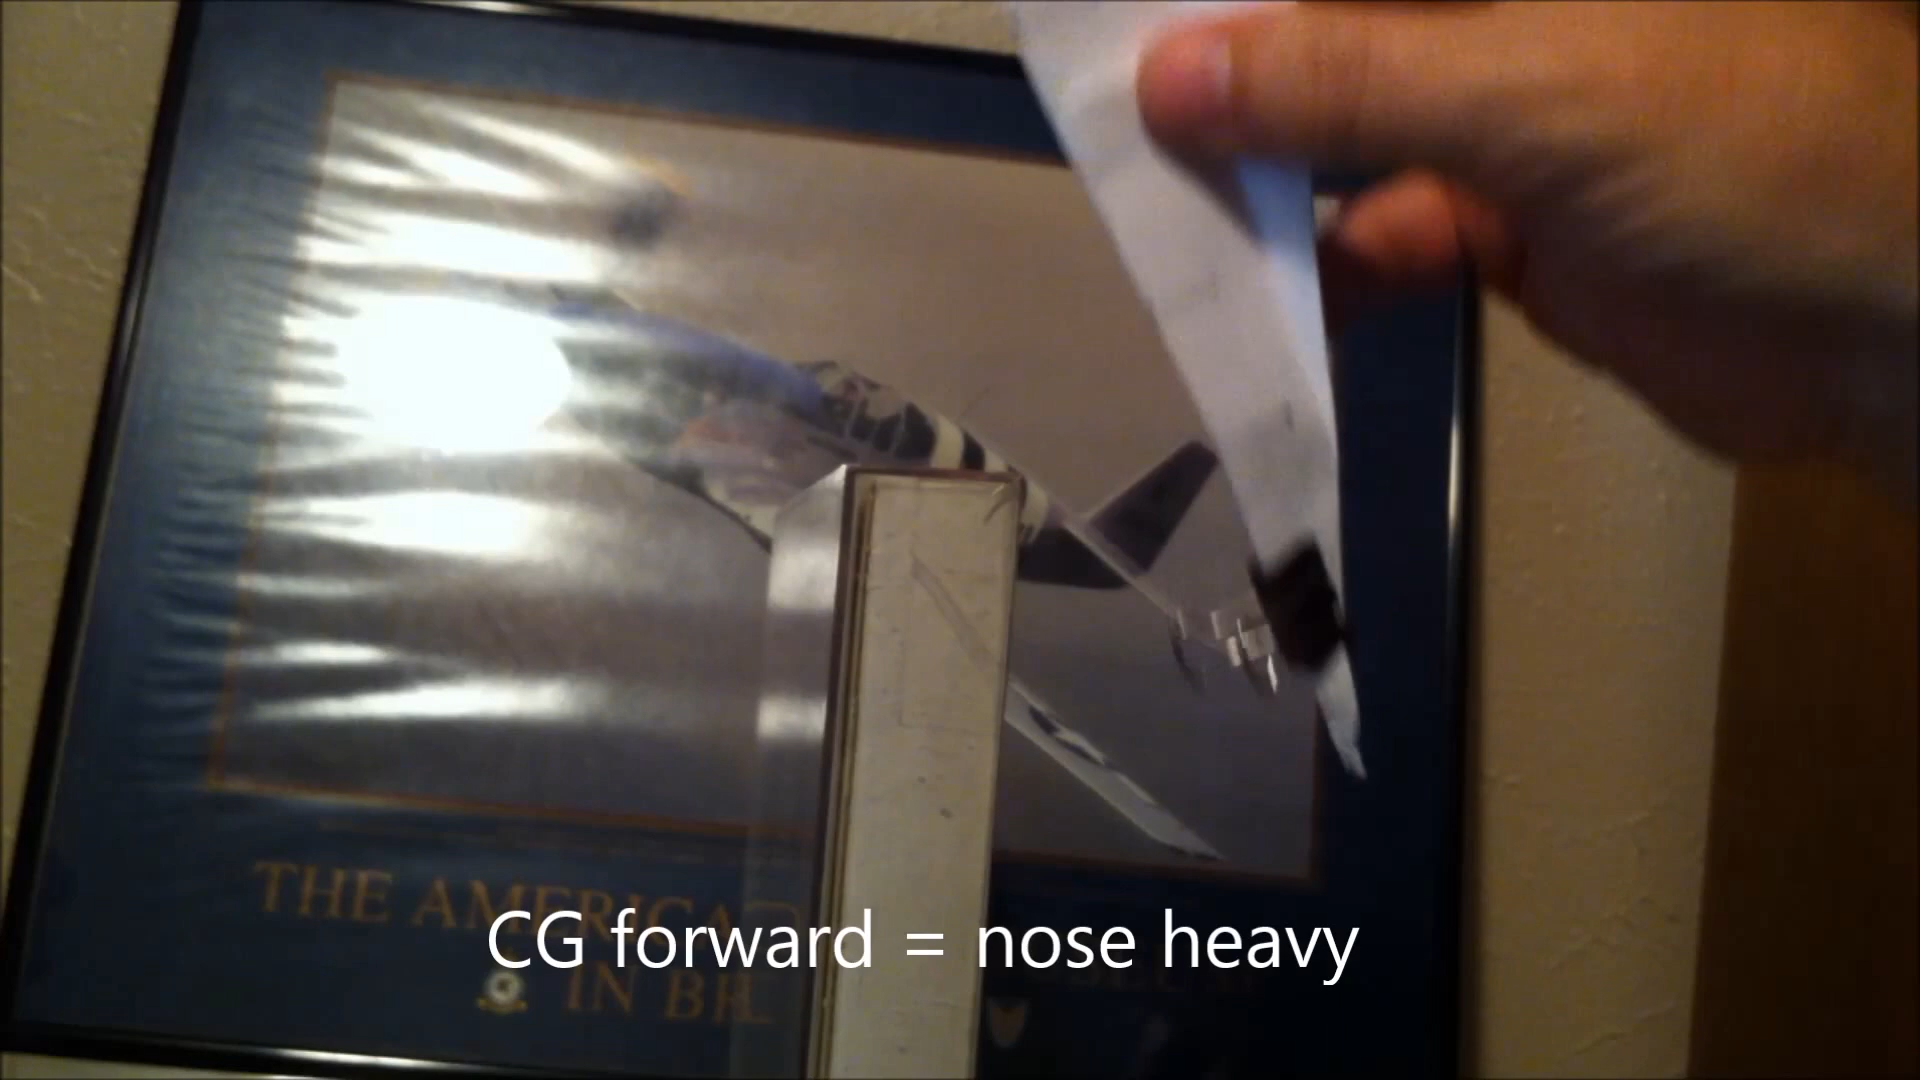 THE AMERICA
CG forward = nose heavy
IN BR